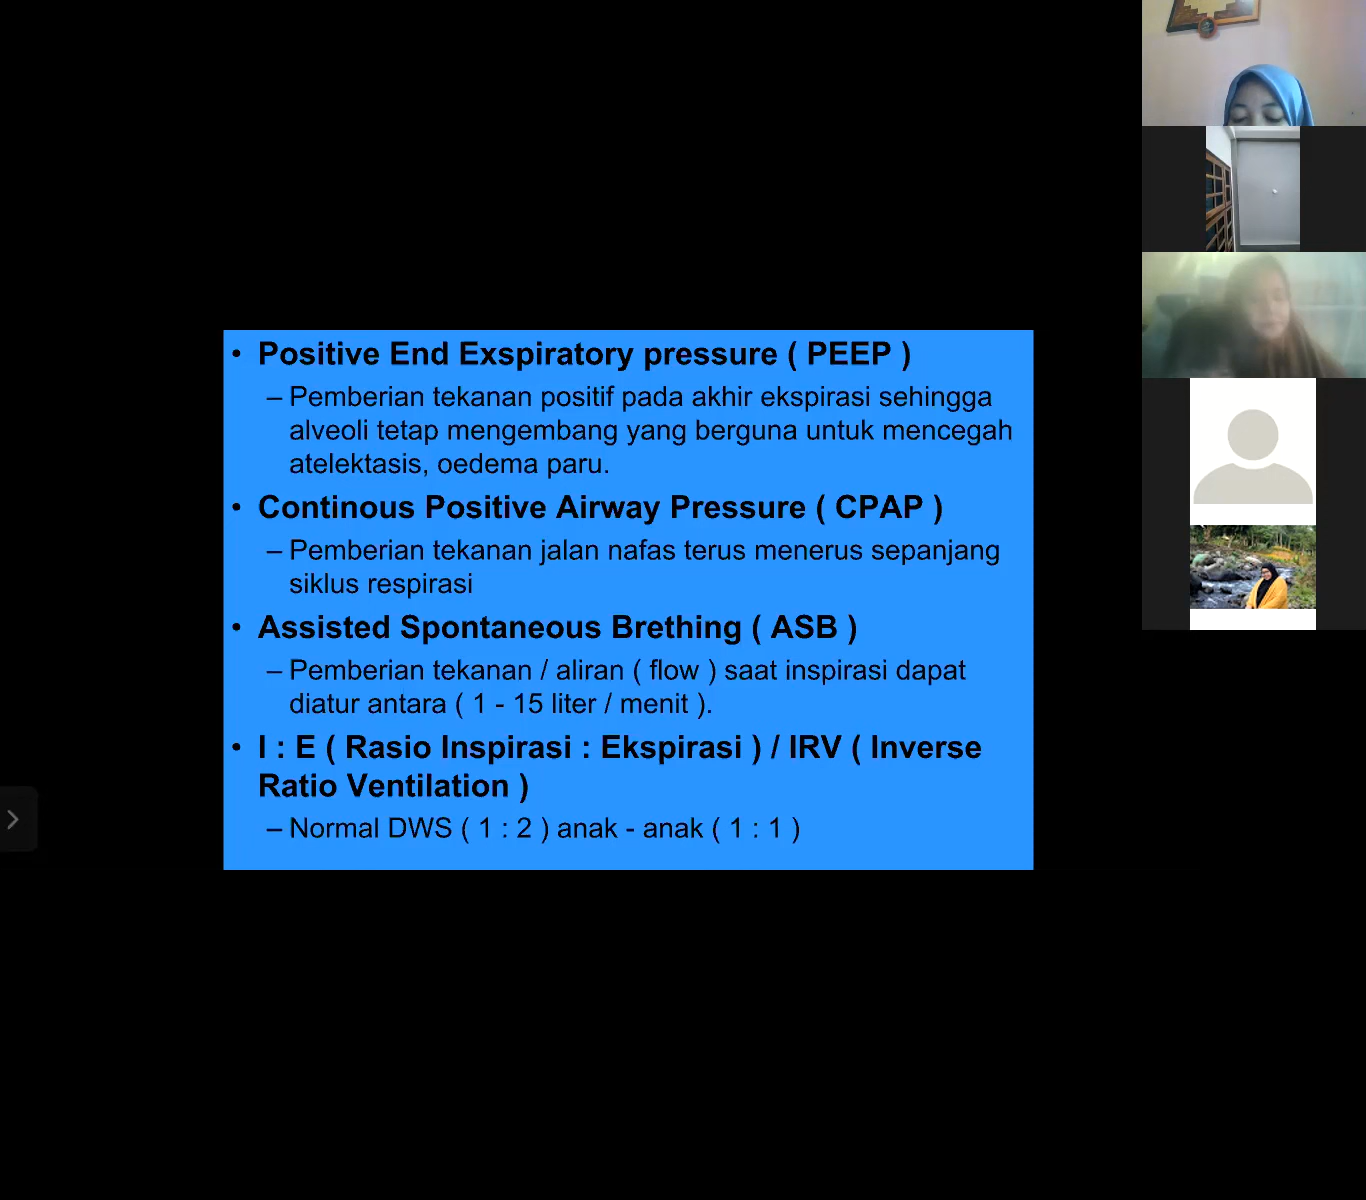 • Positive End Exspiratory pressure ( PEEP )
– Pemberian tekanan positif pada akhir ekspirasi sehingga
alveoli tetap mengembang yang berguna untuk mencegah
atelektasis, oedema paru.
• Continous Positive Airway Pressure ( CPAP )
– Pemberian tekanan jalan nafas terus menerus sepanjang
siklus respirasi
• Assisted Spontaneous Brething ( ASB )
– Pemberian tekanan / aliran ( flow ) saat inspirasi dapat
diatur antara ( 1 - 15 liter / menit ).
• I : E ( Rasio Inspirasi : Ekspirasi ) / IRV ( Inverse
Ratio Ventilation )
– Normal DWS ( 1 : 2 ) anak - anak ( 1 : 1 )